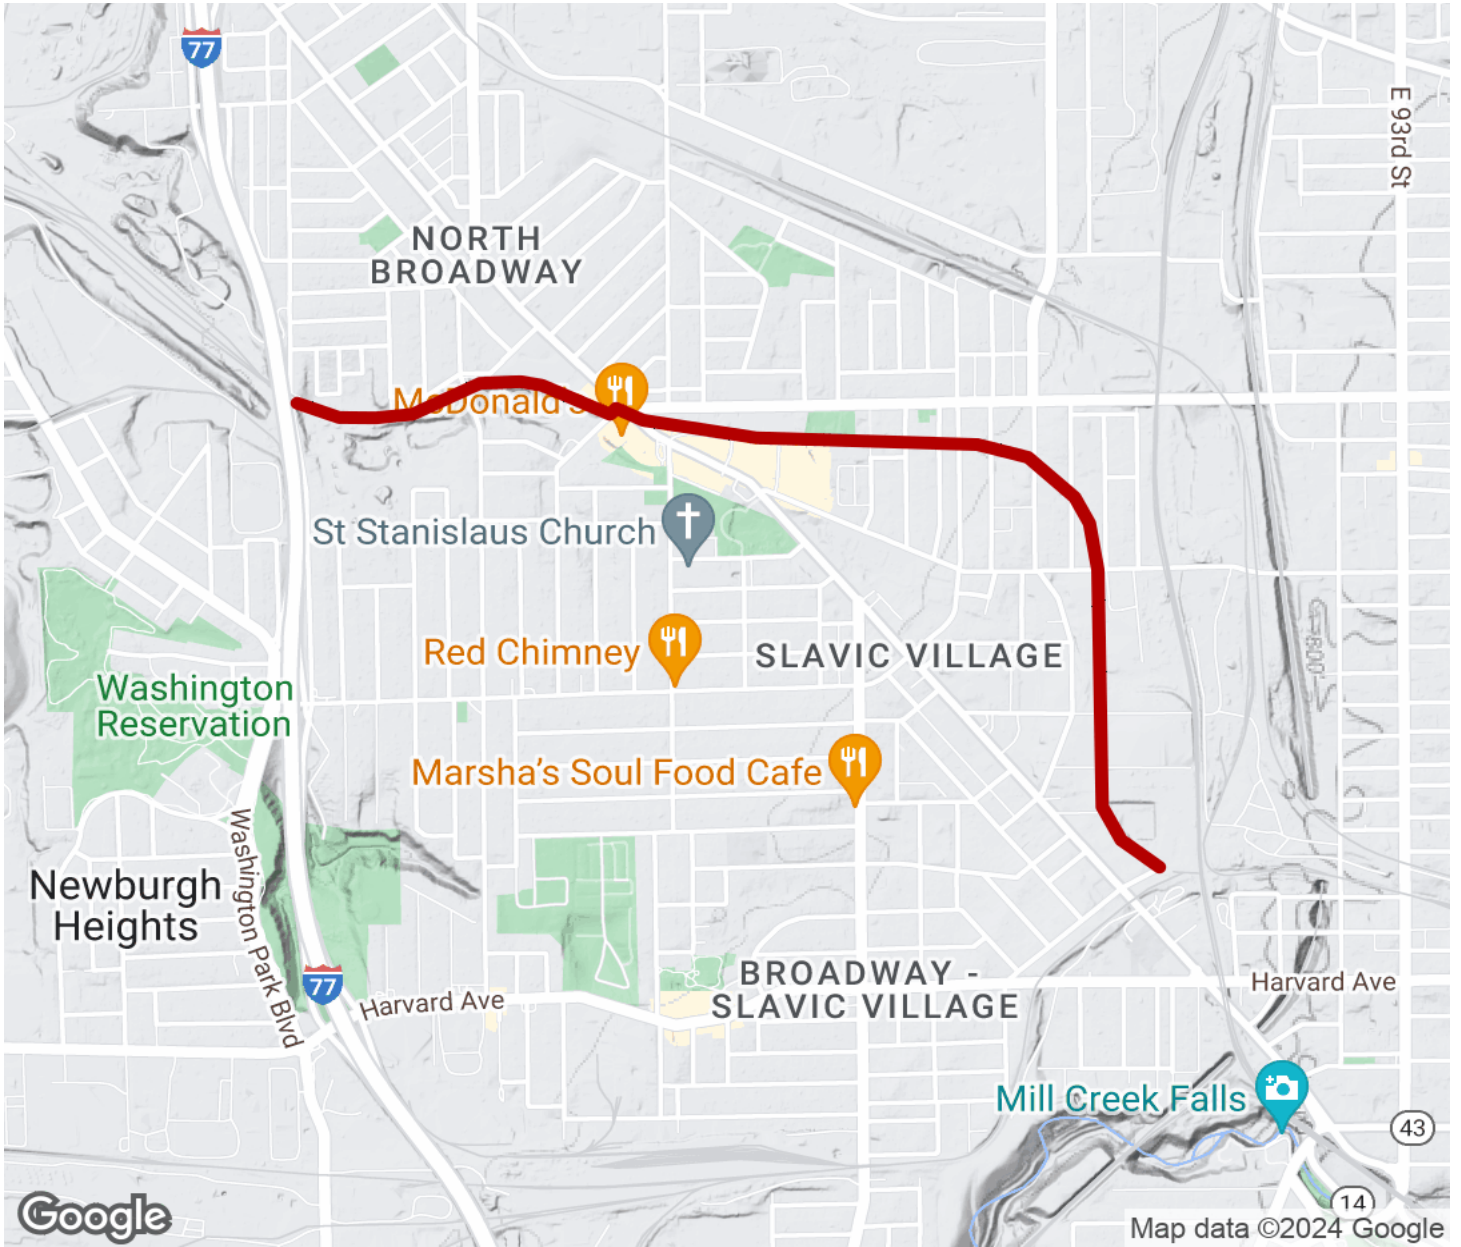 77
E 93rd St
NORTH
BROADWAY
McDonald's
St Stanislaus Church
Red Chimney
SLAVIC VILLAGE
Washington
Reservation
Marsha's Soul Food Cafe
Washington Park Blvd
Newburgh
Heights
77
Harvard Ave
BROADWAY -
SLAVIC VILLAGE
Harvard Ave
Mill Creek Falls
43
14
Google
Map data ©2024 Google